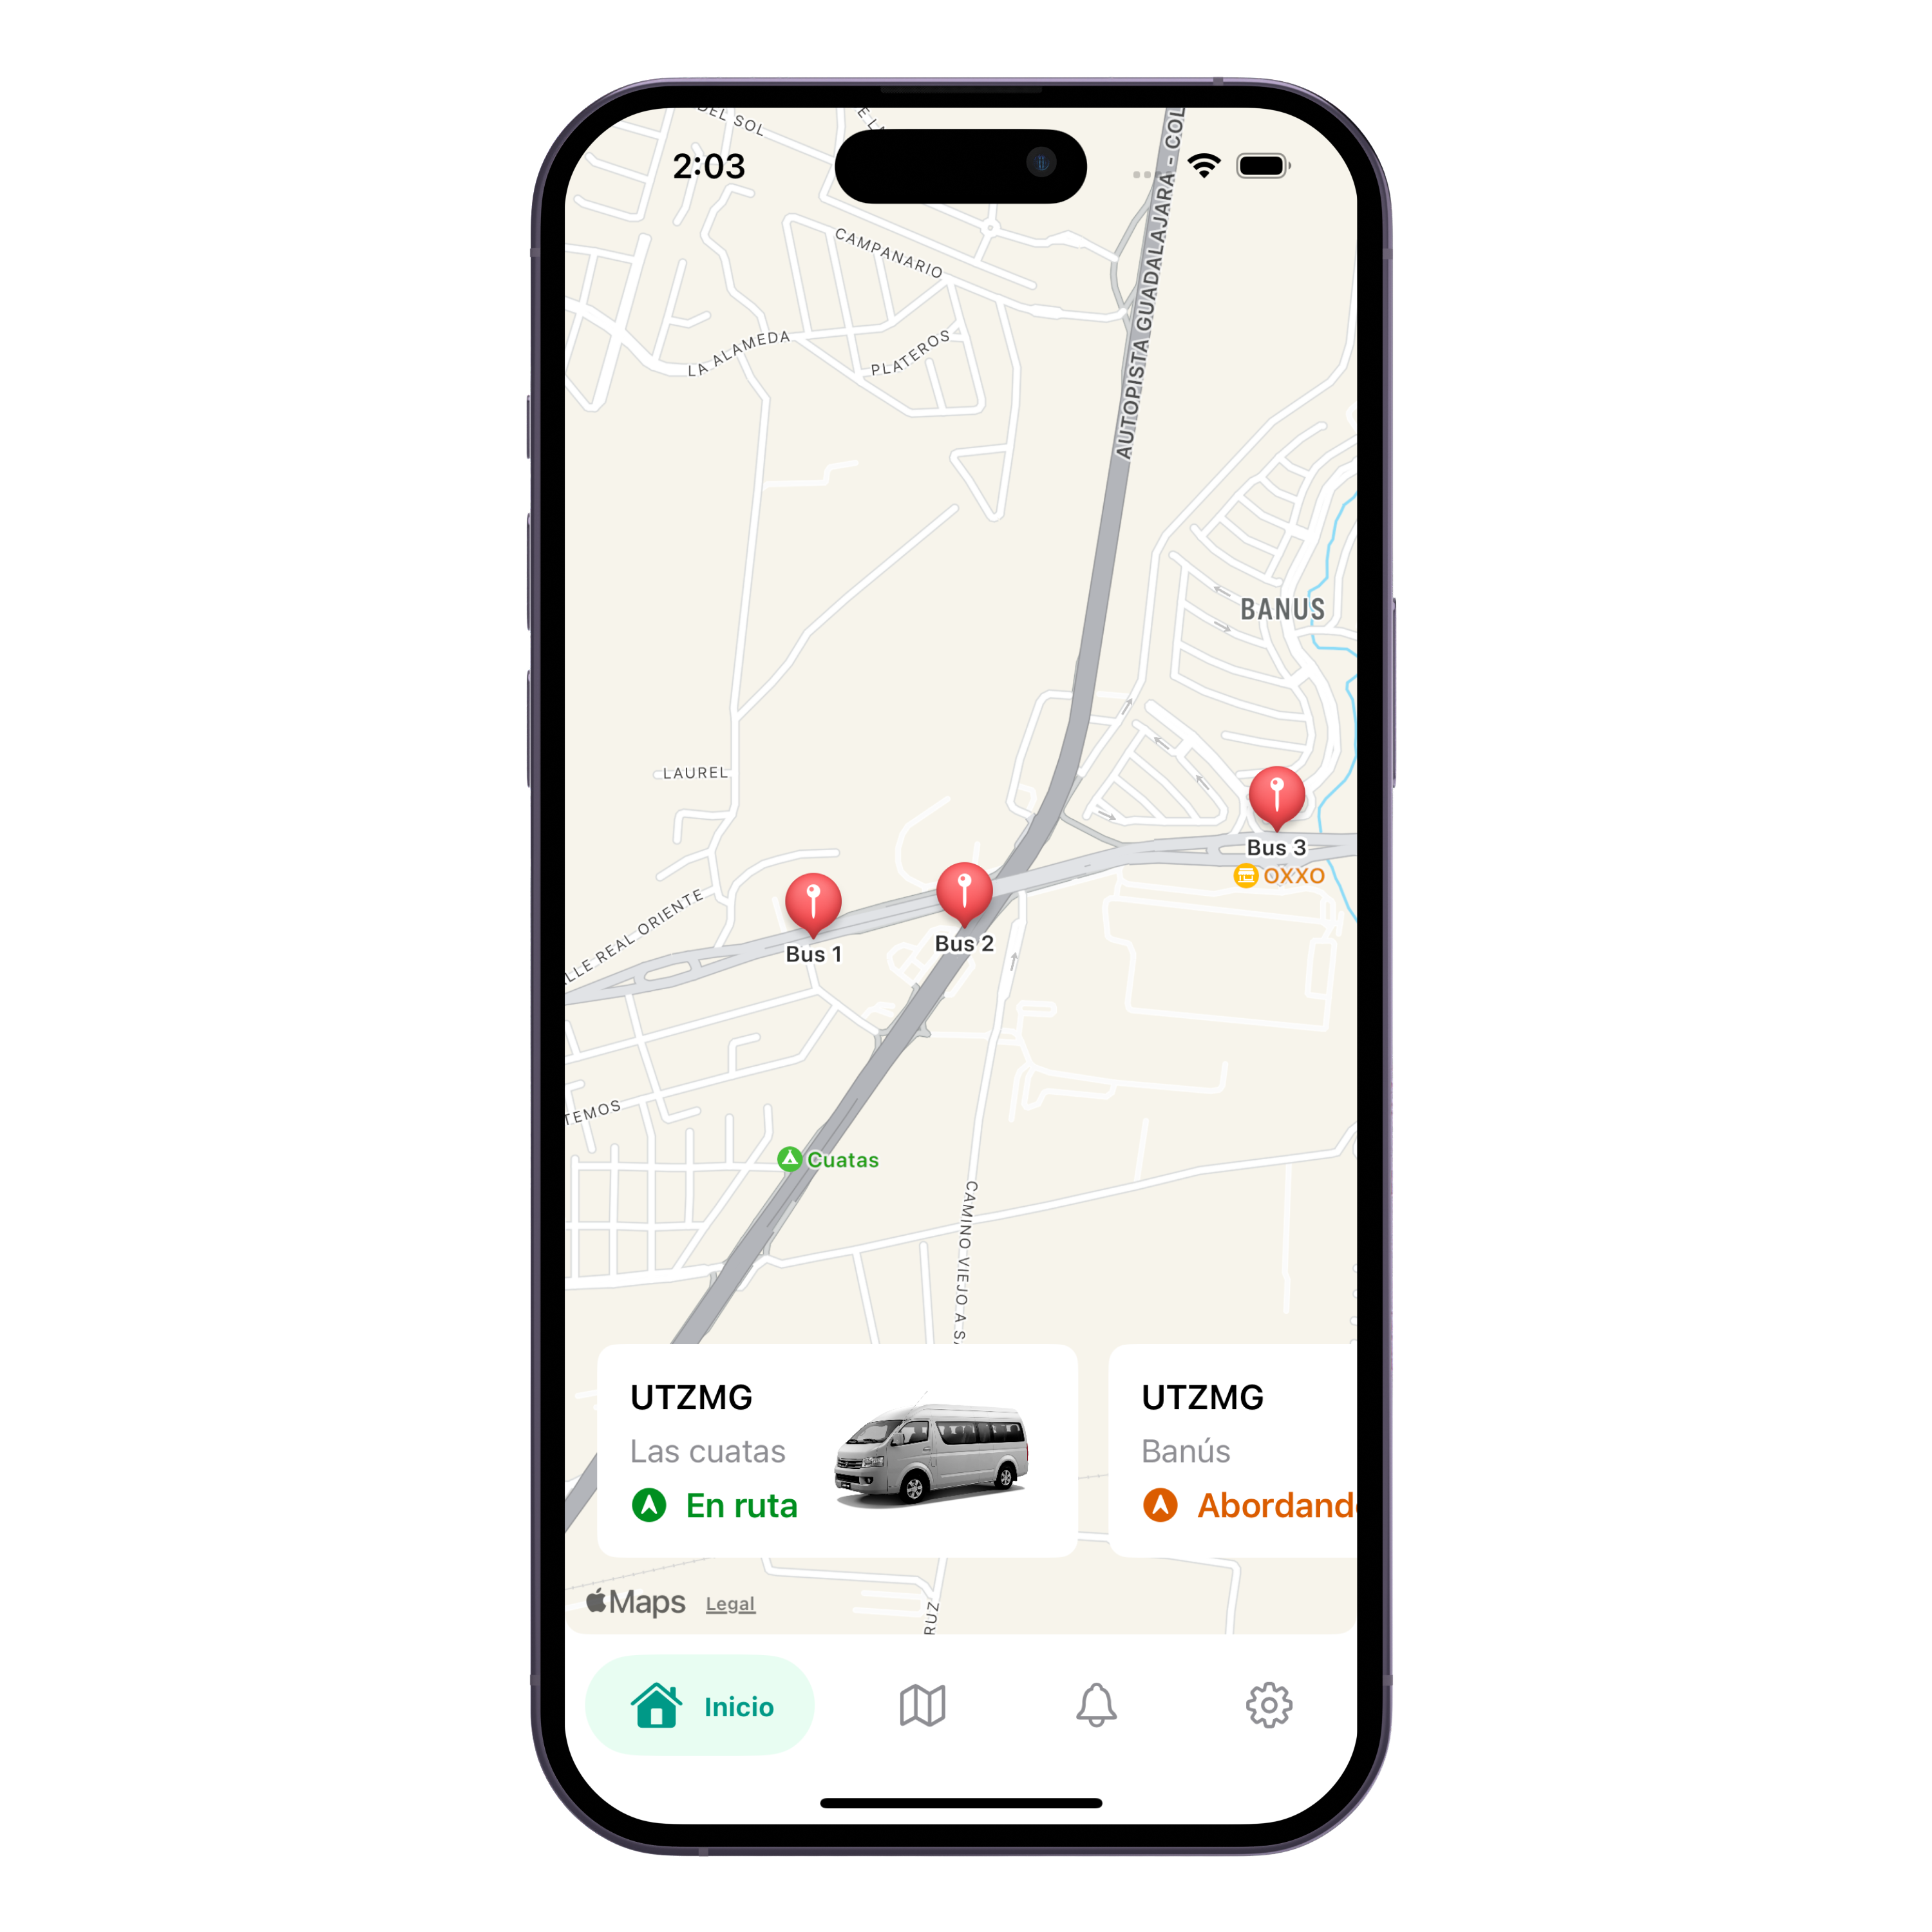 DEL SOL
E L
2:03
AUTOPISTA GUADALAJARA - COL
CAMPANARIO
LA ALAMEDA
PLATEROS
BANUS
LAUREL
Bus 3
OXXO
Bus 1
Bus 2
LLE REAL ORIENTE
TEMOS
Cuatas
CAMINO VIEJO A S
UTZMG
Las cuatas
En ruta
UTZMG
Banús
Abordand
Maps
Legal
RUZ
Inicio